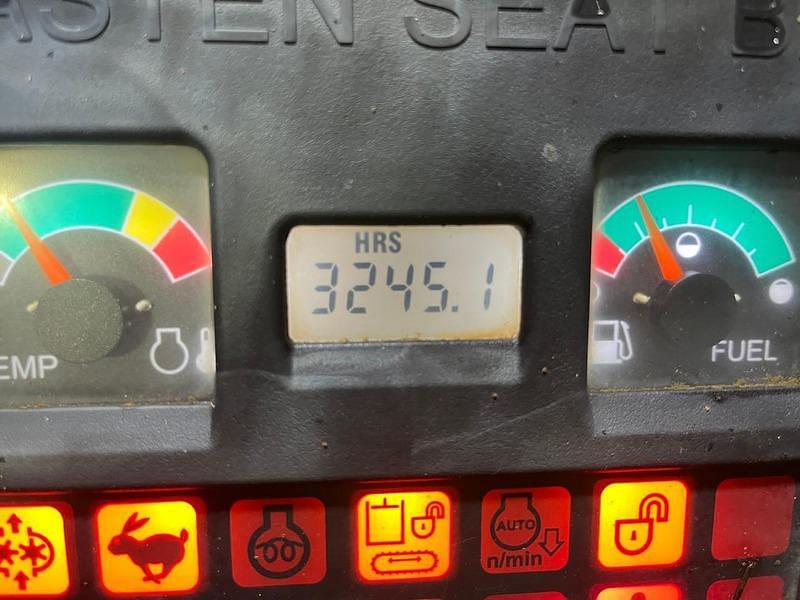 ASTEN SEAT B
HRS
3245.1
EMP
FUEL
AUTO
n/min